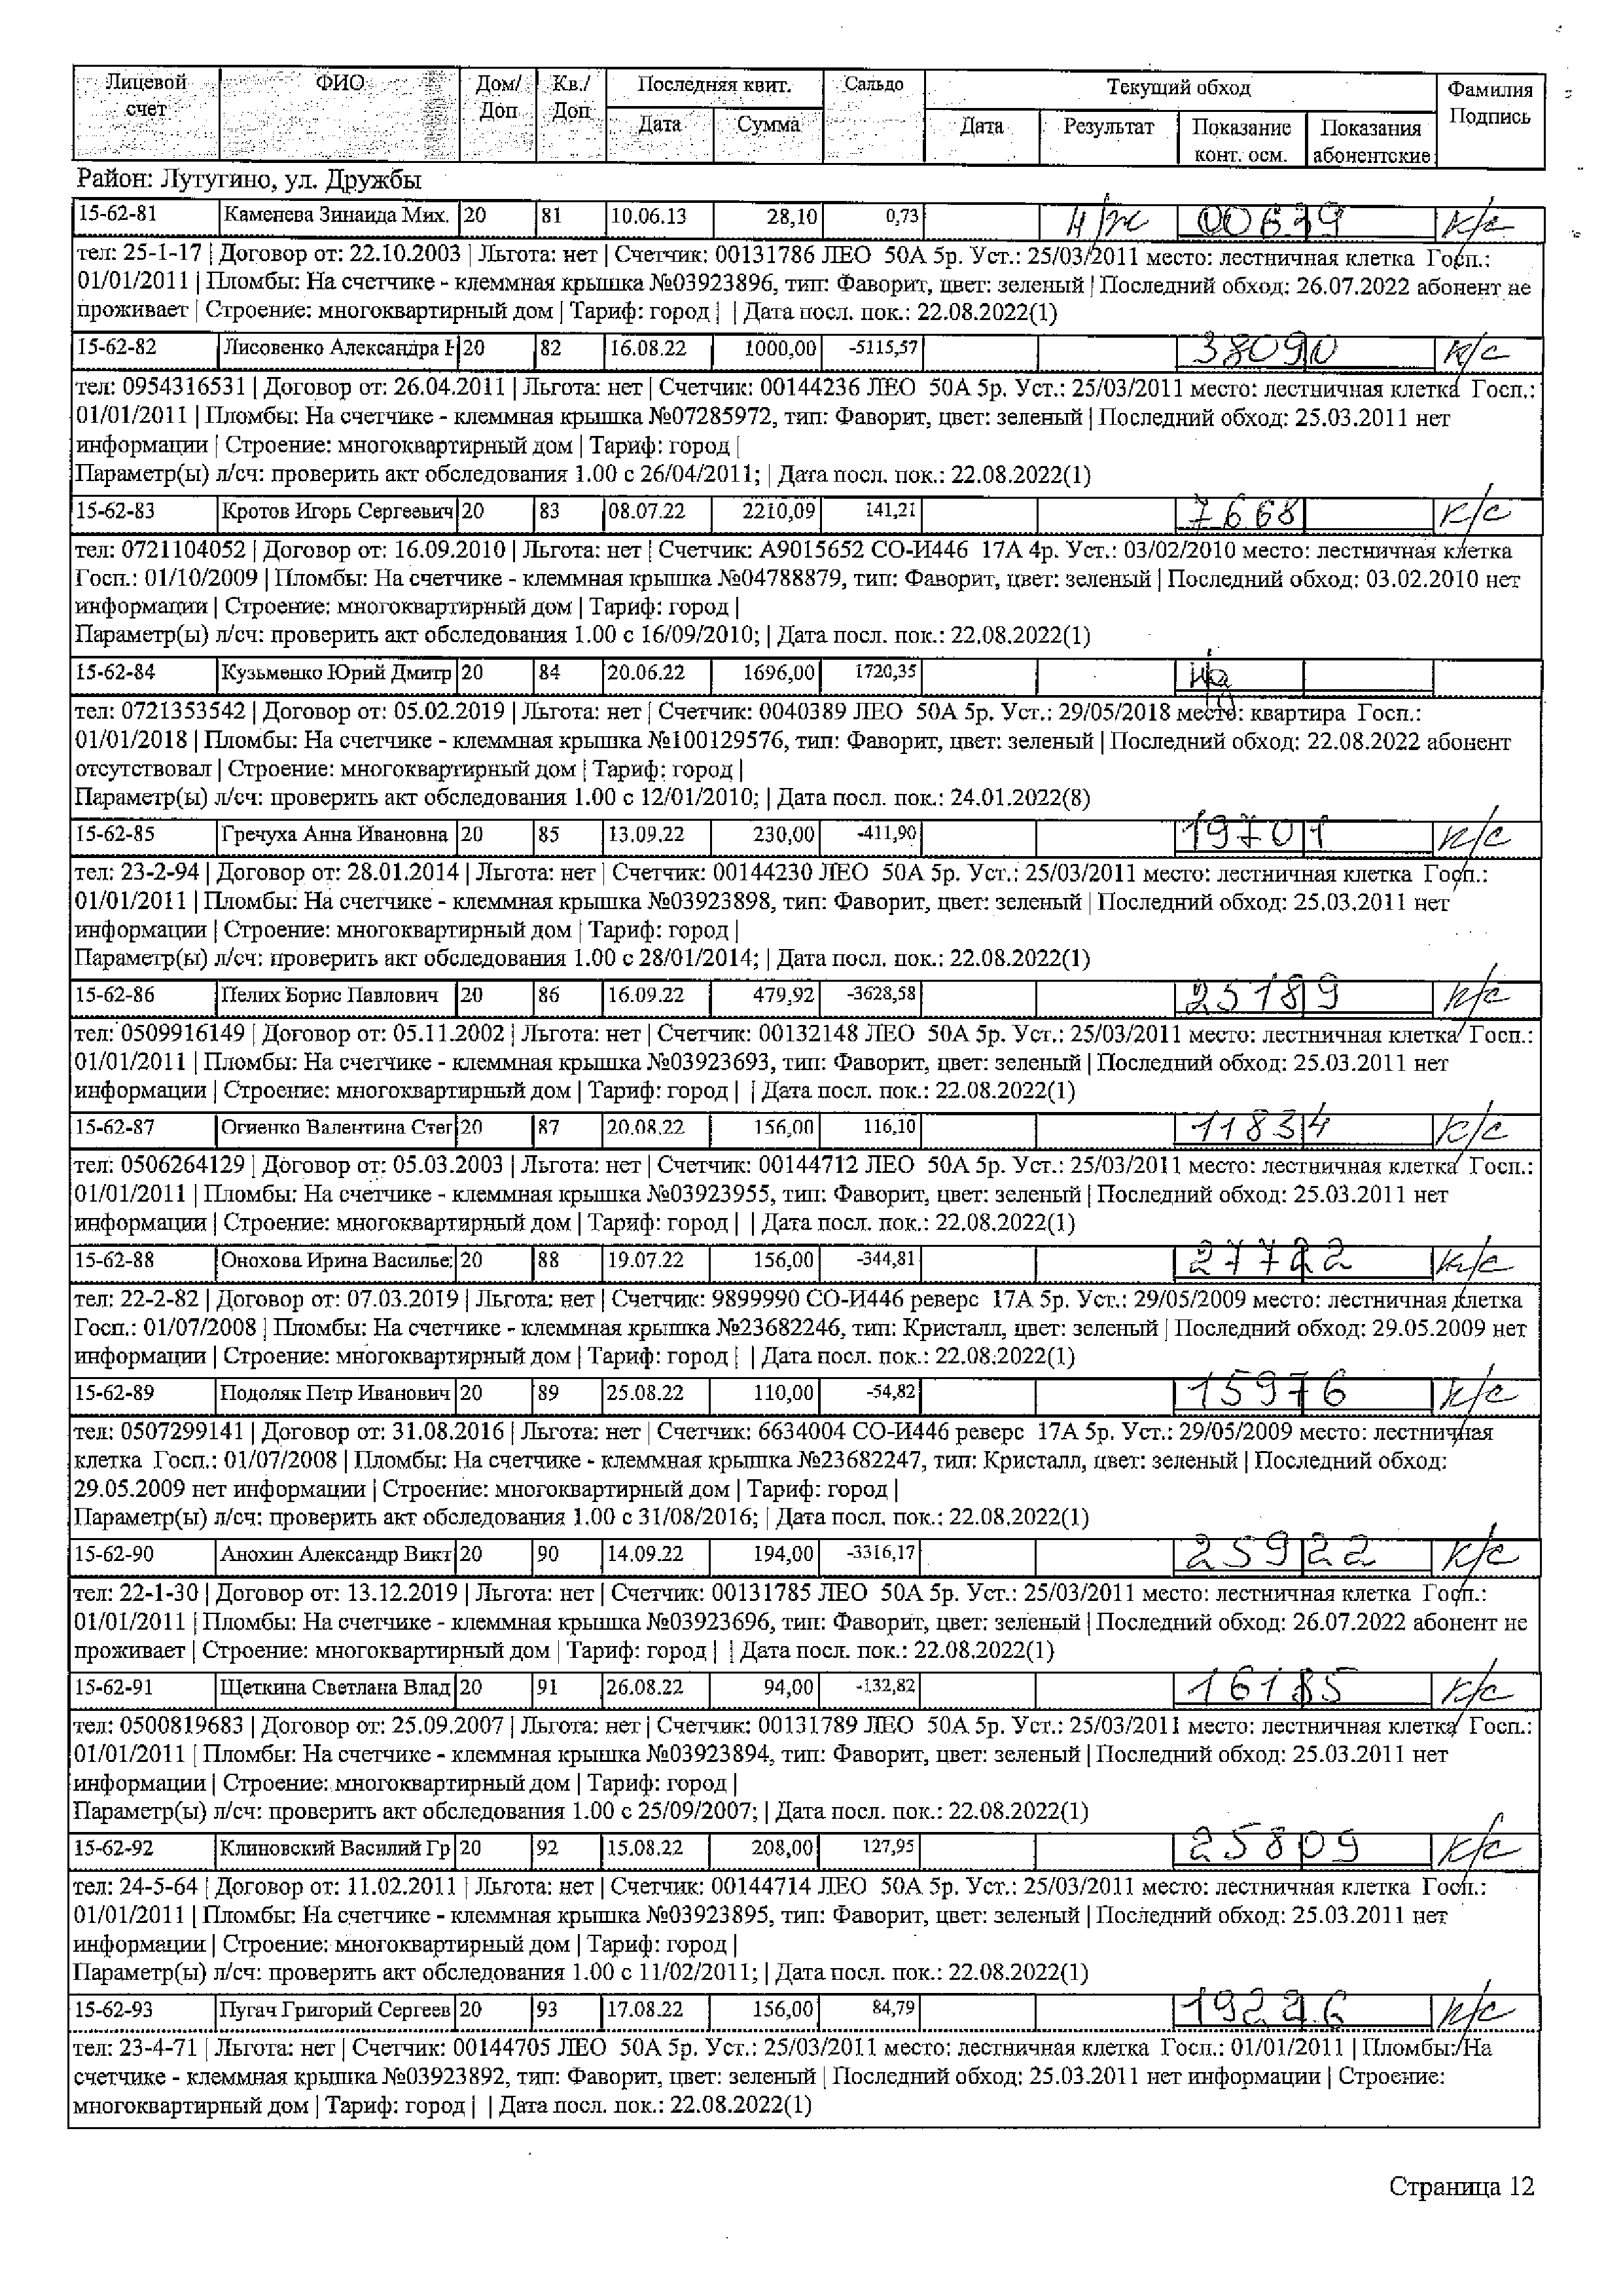 Лицевой счет ФИО Дом/Доп Кв./Доп Последняя квит. Сальдо Текущий обход Фамилия Подпись
Дата Сумма Дата Результат Показание конт. осм. Показания абонентские
Район: Лутугино, ул. Дружбы
15-62-81 Каменева Зинаида Мих. 20 81 10.06.13 28,10 0,73 н/ж 00639 к/с
тел: 25-1-17 | Договор от: 22.10.2003 | Льгота: нет | Счетчик: 00131786 ЛЕО 50А 5р. Уст.: 25/03/2011 место: лестничная клетка Госп.:
01/01/2011 | Пломбы: На счетчике - клеммная крышка №03923896, тип: Фаворит, цвет: зеленый | Последний обход: 26.07.2022 абонент не
проживает | Строение: многоквартирный дом | Тариф: город | | Дата посл. пок.: 22.08.2022(1)
15-62-82 Лисовенко Александра 20 82 16.08.22 1000,00 -5115,57 38090 к/с
тел: 0954316531 | Договор от: 26.04.2011 | Льгота: нет | Счетчик: 00144236 ЛЕО 50А 5р. Уст.: 25/03/2011 место: лестничная клетка Госп.:
01/01/2011 | Пломбы: На счетчике - клеммная крышка №07285972, тип: Фаворит, цвет: зеленый | Последний обход: 25.03.2011 нет
информации | Строение: многоквартирный дом | Тариф: город |
Параметр(ы) л/сч: проверить акт обследования 1.00 с 26/04/2011; | Дата посл. пок.: 22.08.2022(1)
15-62-83 Кротов Игорь Сергеевич 20 83 08.07.22 2210,09 141,21 7668 к/с
тел: 0721104052 | Договор от: 16.09.2010 | Льгота: нет | Счетчик: А9015652 СО-И446 17А 4р. Уст.: 03/02/2010 место: лестничная клетка
Госп.: 01/10/2009 | Пломбы: На счетчике - клеммная крышка №04788879, тип: Фаворит, цвет: зеленый | Последний обход: 03.02.2010 нет
информации | Строение: многоквартирный дом | Тариф: город |
Параметр(ы) л/сч: проверить акт обследования 1.00 с 16/09/2010; | Дата посл. пок.: 22.08.2022(1)
15-62-84 Кузьменко Юрий Дмитр 20 84 20.06.22 1696,00 1720,35
тел: 0721353542 | Договор от: 05.02.2019 | Льгота: нет | Счетчик: 0040389 ЛЕО 50А 5р. Уст.: 29/05/2018 место: квартира Госп.:
01/01/2018 | Пломбы: На счетчике - клеммная крышка №100129576, тип: Фаворит, цвет: зеленый | Последний обход: 22.08.2022 абонент
отсутствовал | Строение: многоквартирный дом | Тариф: город |
Параметр(ы) л/сч: проверить акт обследования 1.00 с 12/01/2010; | Дата посл. пок.: 24.01.2022(8)
15-62-85 Гречуха Анна Ивановна 20 85 13.09.22 230,00 -411,90 19701 к/с
тел: 23-2-94 | Договор от: 28.01.2014 | Льгота: нет | Счетчик: 00144230 ЛЕО 50А 5р. Уст.: 25/03/2011 место: лестничная клетка Госп.:
01/01/2011 | Пломбы: На счетчике - клеммная крышка №03923898, тип: Фаворит, цвет: зеленый | Последний обход: 25.03.2011 нет
информации | Строение: многоквартирный дом | Тариф: город |
Параметр(ы) л/сч: проверить акт обследования 1.00 с 28/01/2014; | Дата посл. пок.: 22.08.2022(1)
15-62-86 Пелих Борис Павлович 20 86 16.09.22 479,92 -3628,58 25189 к/с
тел: 0509916149 | Договор от: 05.11.2002 | Льгота: нет | Счетчик: 00132148 ЛЕО 50А 5р. Уст.: 25/03/2011 место: лестничная клетка Госп.:
01/01/2011 | Пломбы: На счетчике - клеммная крышка №03923693, тип: Фаворит, цвет: зеленый | Последний обход: 25.03.2011 нет
информации | Строение: многоквартирный дом | Тариф: город | | Дата посл. пок.: 22.08.2022(1)
15-62-87 Огиенко Валентина Стег 20 87 20.08.22 156,00 116,10 11834 к/с
тел: 0506264129 | Договор от: 05.03.2003 | Льгота: нет | Счетчик: 00144712 ЛЕО 50А 5р. Уст.: 25/03/2011 место: лестничная клетка Госп.:
01/01/2011 | Пломбы: На счетчике - клеммная крышка №03923955, тип: Фаворит, цвет: зеленый | Последний обход: 25.03.2011 нет
информации | Строение: многоквартирный дом | Тариф: город | | Дата посл. пок.: 22.08.2022(1)
15-62-88 Онохова Ирина Василье 20 88 19.07.22 156,00 -344,81 27722 к/с
тел: 22-2-82 | Договор от: 07.03.2019 | Льгота: нет | Счетчик: 9899990 СО-И446 реверс 17А 5р. Уст.: 29/05/2009 место: лестничная клетка
Госп.: 01/07/2008 | Пломбы: На счетчике - клеммная крышка №23682246, тип: Кристалл, цвет: зеленый | Последний обход: 29.05.2009 нет
информации | Строение: многоквартирный дом | Тариф: город | | Дата посл. пок.: 22.08.2022(1)
15-62-89 Подоляк Петр Иванович 20 89 25.08.22 110,00 -54,82 15976 к/с
тел: 0507299141 | Договор от: 31.08.2016 | Льгота: нет | Счетчик: 6634004 СО-И446 реверс 17А 5р. Уст.: 29/05/2009 место: лестничная
клетка Госп.: 01/07/2008 | Пломбы: На счетчике - клеммная крышка №23682247, тип: Кристалл, цвет: зеленый | Последний обход:
29.05.2009 нет информации | Строение: многоквартирный дом | Тариф: город |
Параметр(ы) л/сч: проверить акт обследования 1.00 с 31/08/2016; | Дата посл. пок.: 22.08.2022(1)
15-62-90 Анохин Александр Викт 20 90 14.09.22 194,00 -3316,17 25922 к/с
тел: 22-1-30 | Договор от: 13.12.2019 | Льгота: нет | Счетчик: 00131785 ЛЕО 50А 5р. Уст.: 25/03/2011 место: лестничная клетка Госп.:
01/01/2011 | Пломбы: На счетчике - клеммная крышка №03923696, тип: Фаворит, цвет: зеленый | Последний обход: 26.07.2022 абонент не
проживает | Строение: многоквартирный дом | Тариф: город | | Дата посл. пок.: 22.08.2022(1)
15-62-91 Щеткина Светлана Влад 20 91 26.08.22 94,00 -132,82 16185 к/с
тел: 0500819683 | Договор от: 25.09.2007 | Льгота: нет | Счетчик: 00131789 ЛЕО 50А 5р. Уст.: 25/03/2011 место: лестничная клетка Госп.:
01/01/2011 | Пломбы: На счетчике - клеммная крышка №03923894, тип: Фаворит, цвет: зеленый | Последний обход: 25.03.2011 нет
информации | Строение: многоквартирный дом | Тариф: город |
Параметр(ы) л/сч: проверить акт обследования 1.00 с 25/09/2007; | Дата посл. пок.: 22.08.2022(1)
15-62-92 Клиновский Василий Гр 20 92 15.08.22 208,00 127,95 25809 к/с
тел: 24-5-64 | Договор от: 11.02.2011 | Льгота: нет | Счетчик: 00144714 ЛЕО 50А 5р. Уст.: 25/03/2011 место: лестничная клетка Госп.:
01/01/2011 | Пломбы: На счетчике - клеммная крышка №03923895, тип: Фаворит, цвет: зеленый | Последний обход: 25.03.2011 нет
информации | Строение: многоквартирный дом | Тариф: город |
Параметр(ы) л/сч: проверить акт обследования 1.00 с 11/02/2011; | Дата посл. пок.: 22.08.2022(1)
15-62-93 Пугач Григорий Сергеев 20 93 17.08.22 156,00 84,79 19226 к/с
тел: 23-4-71 | Льгота: нет | Счетчик: 00144705 ЛЕО 50А 5р. Уст.: 25/03/2011 место: лестничная клетка Госп.: 01/01/2011 | Пломбы: На
счетчике - клеммная крышка №03923892, тип: Фаворит, цвет: зеленый | Последний обход: 25.03.2011 нет информации | Строение:
многоквартирный дом | Тариф: город | | Дата посл. пок.: 22.08.2022(1)
Страница 12